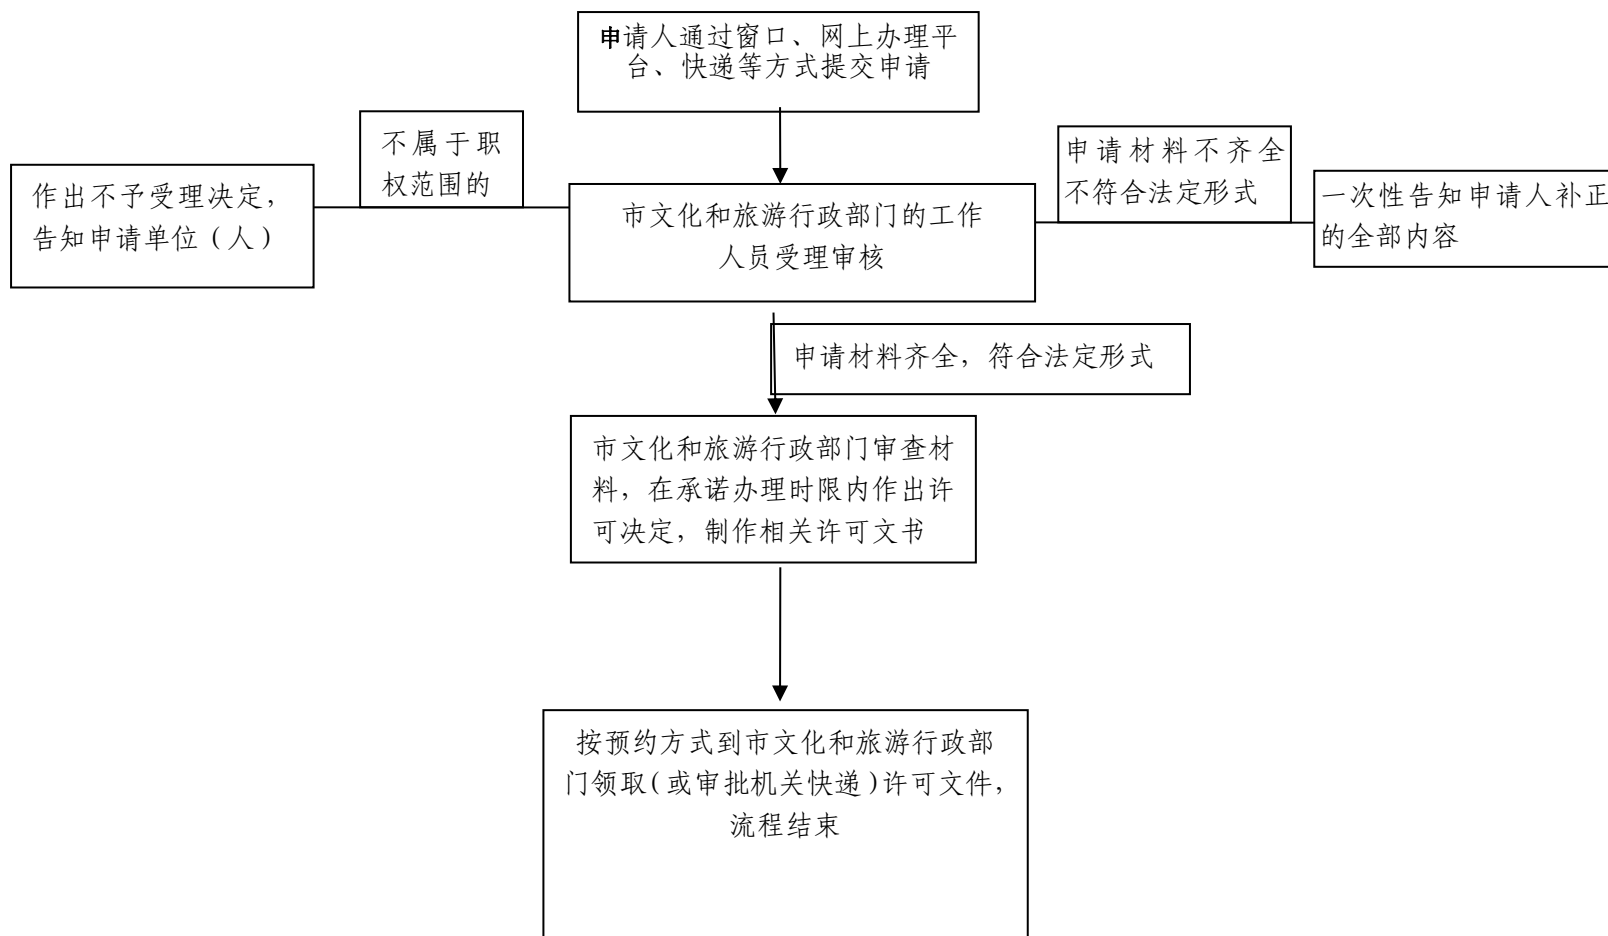 申请人通过窗口、网上办理平
台、快递等方式提交申请
不属于职
权范围的
申请材料不齐全
不符合法定形式
作出不予受理决定，
告知申请单位（人）
市文化和旅游行政部门的工作
人员受理审核
一次性告知申请人补正
的全部内容
申请材料齐全，符合法定形式
市文化和旅游行政部门审查材
料，在承诺办理时限内作出许
可决定，制作相关许可文书
按预约方式到市文化和旅游行政部
门领取（或审批机关快递）许可文件，
流程结束